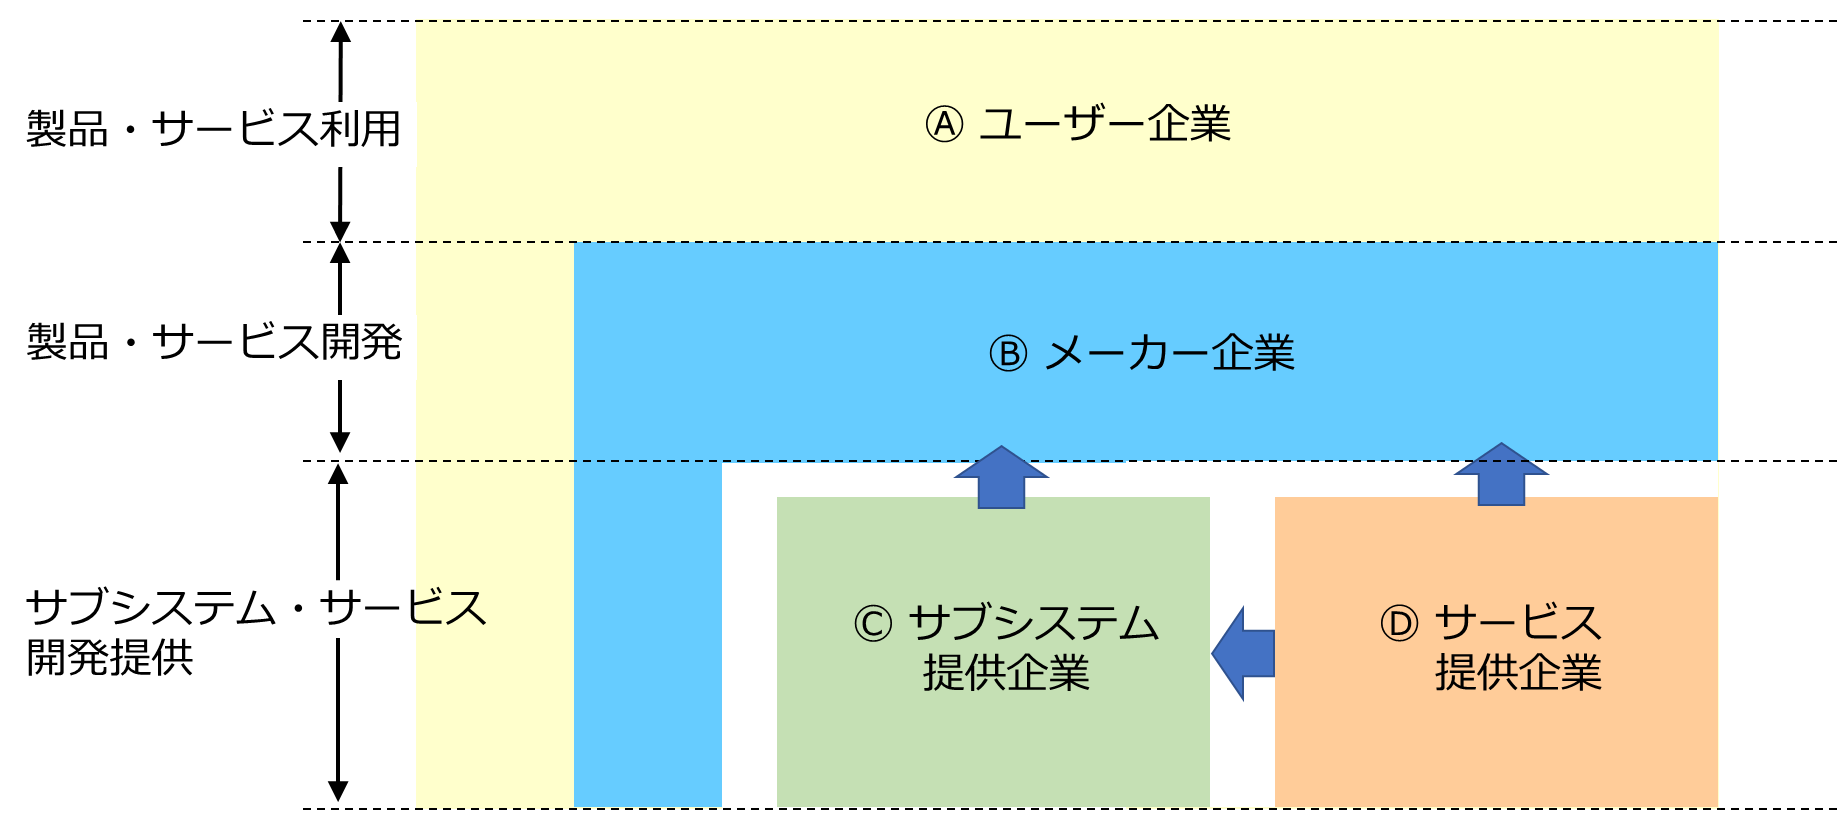 製品・サービス利用
Ⓐ ユーザー企業
製品・サービス開発
Ⓑ メーカー企業
サブシステム・サービス
開発提供
Ⓒ サブシステム
提供企業
Ⓓ サービス
提供企業